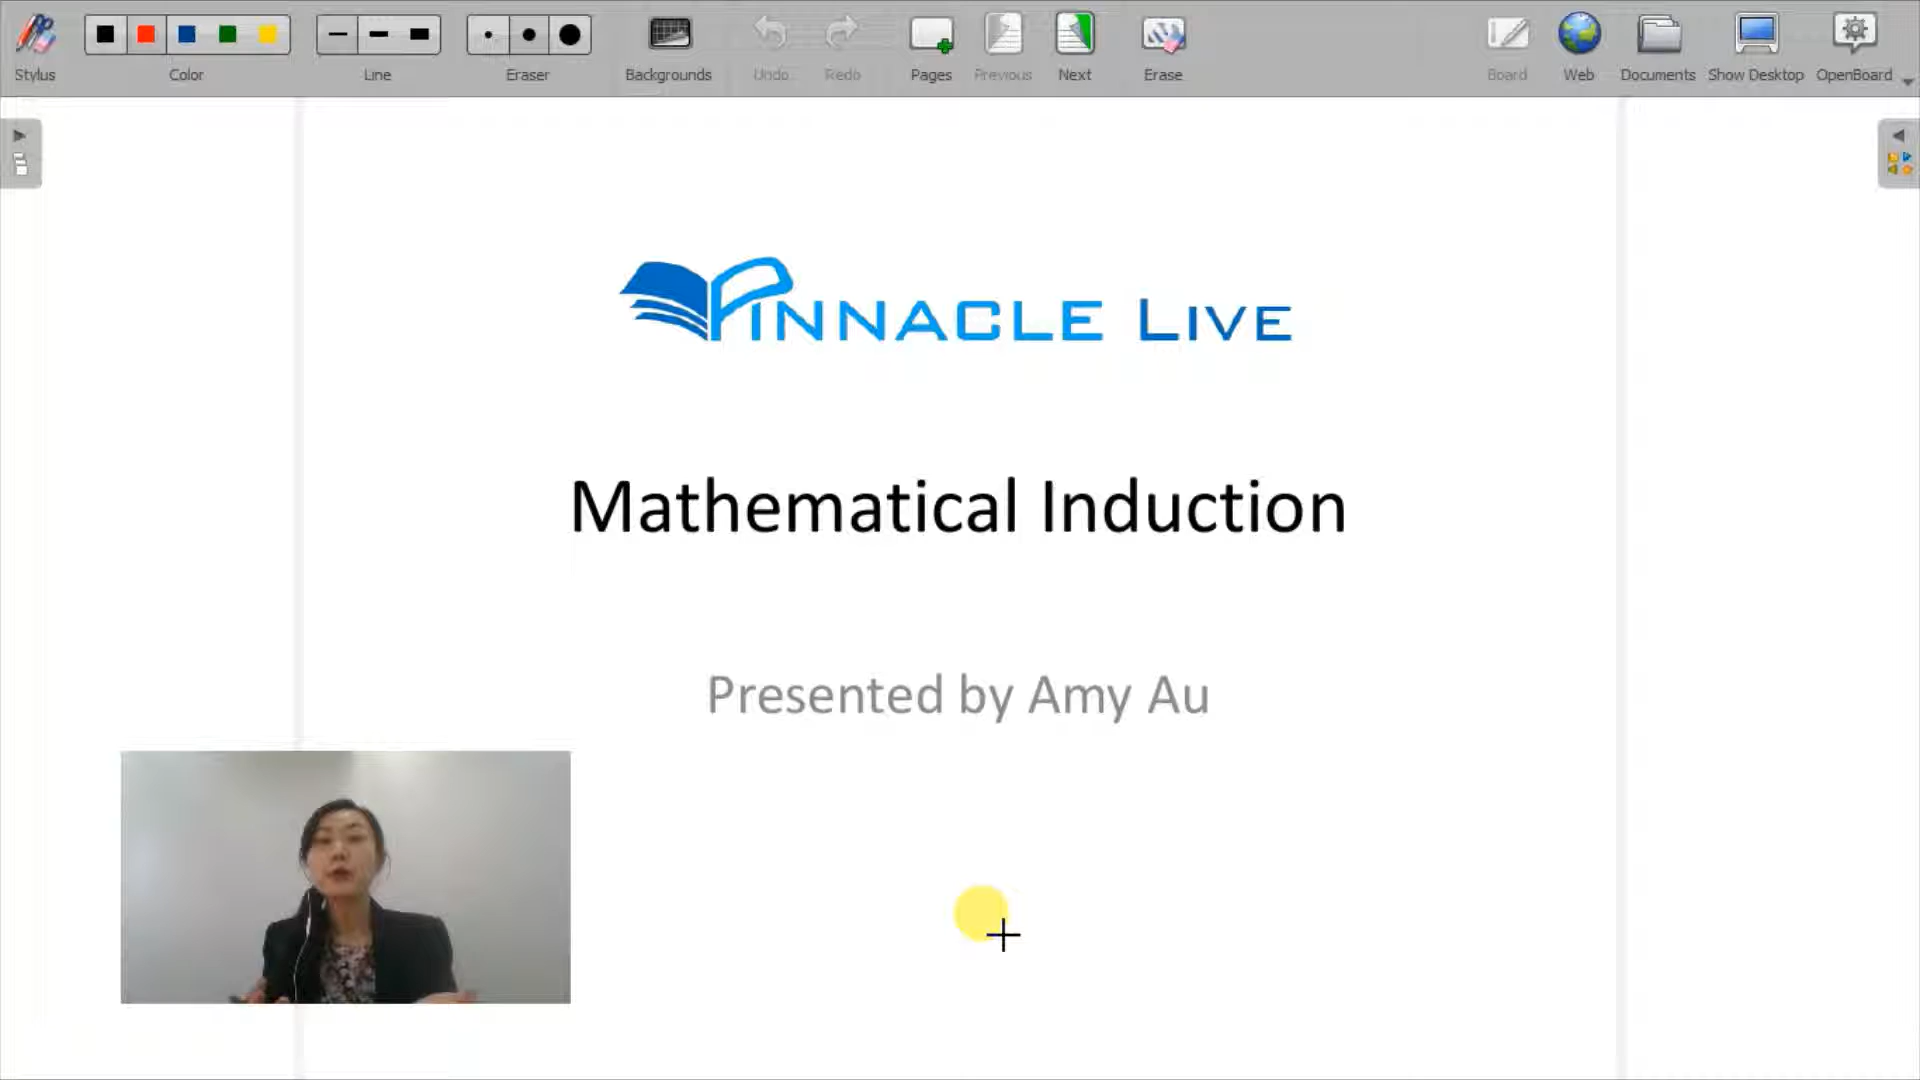 Stylus
Color
Line
Eraser
Backgrounds
Undo
Redo
Pages
Previous
Next
Erase
Board
Web
Documents
Show Desktop
OpenBoard
PINNACLE LIVE
Mathematical Induction
Presented by Amy Au